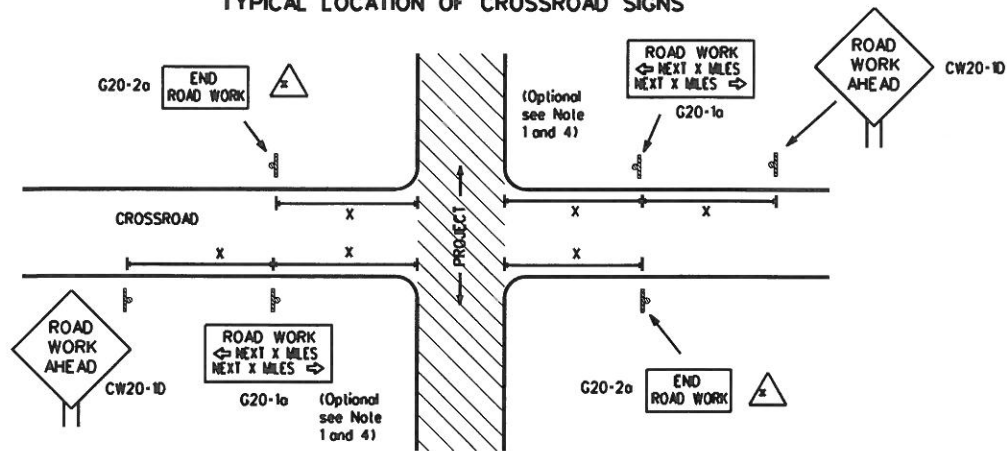 TYPICAL LOCATION OF CROSSROAD SIGNS
G20-2a
END
ROAD WORK
x
(Optional
see Note
1 and 4)
ROAD WORK
⇦ NEXT X MILES
NEXT X MILES ⇨
G20-1a
ROAD
WORK
AHEAD
CW20-1D
CROSSROAD
X
X
X
PROJECT
X
X
X
ROAD
WORK
AHEAD
CW20-1D
ROAD WORK
⇦ NEXT X MILES
NEXT X MILES ⇨
G20-1a
(Optional
see Note
1 and 4)
G20-2a
END
ROAD WORK
x